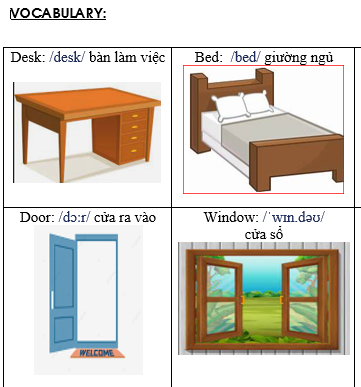 VOCABULARY:
Desk: /desk/ bàn làm việc
Bed: /bed/ giường ngủ
Door: /dɔːr/ cửa ra vào
WELCOME
Window: /ˈwɪn.dəʊ/
cửa sổ